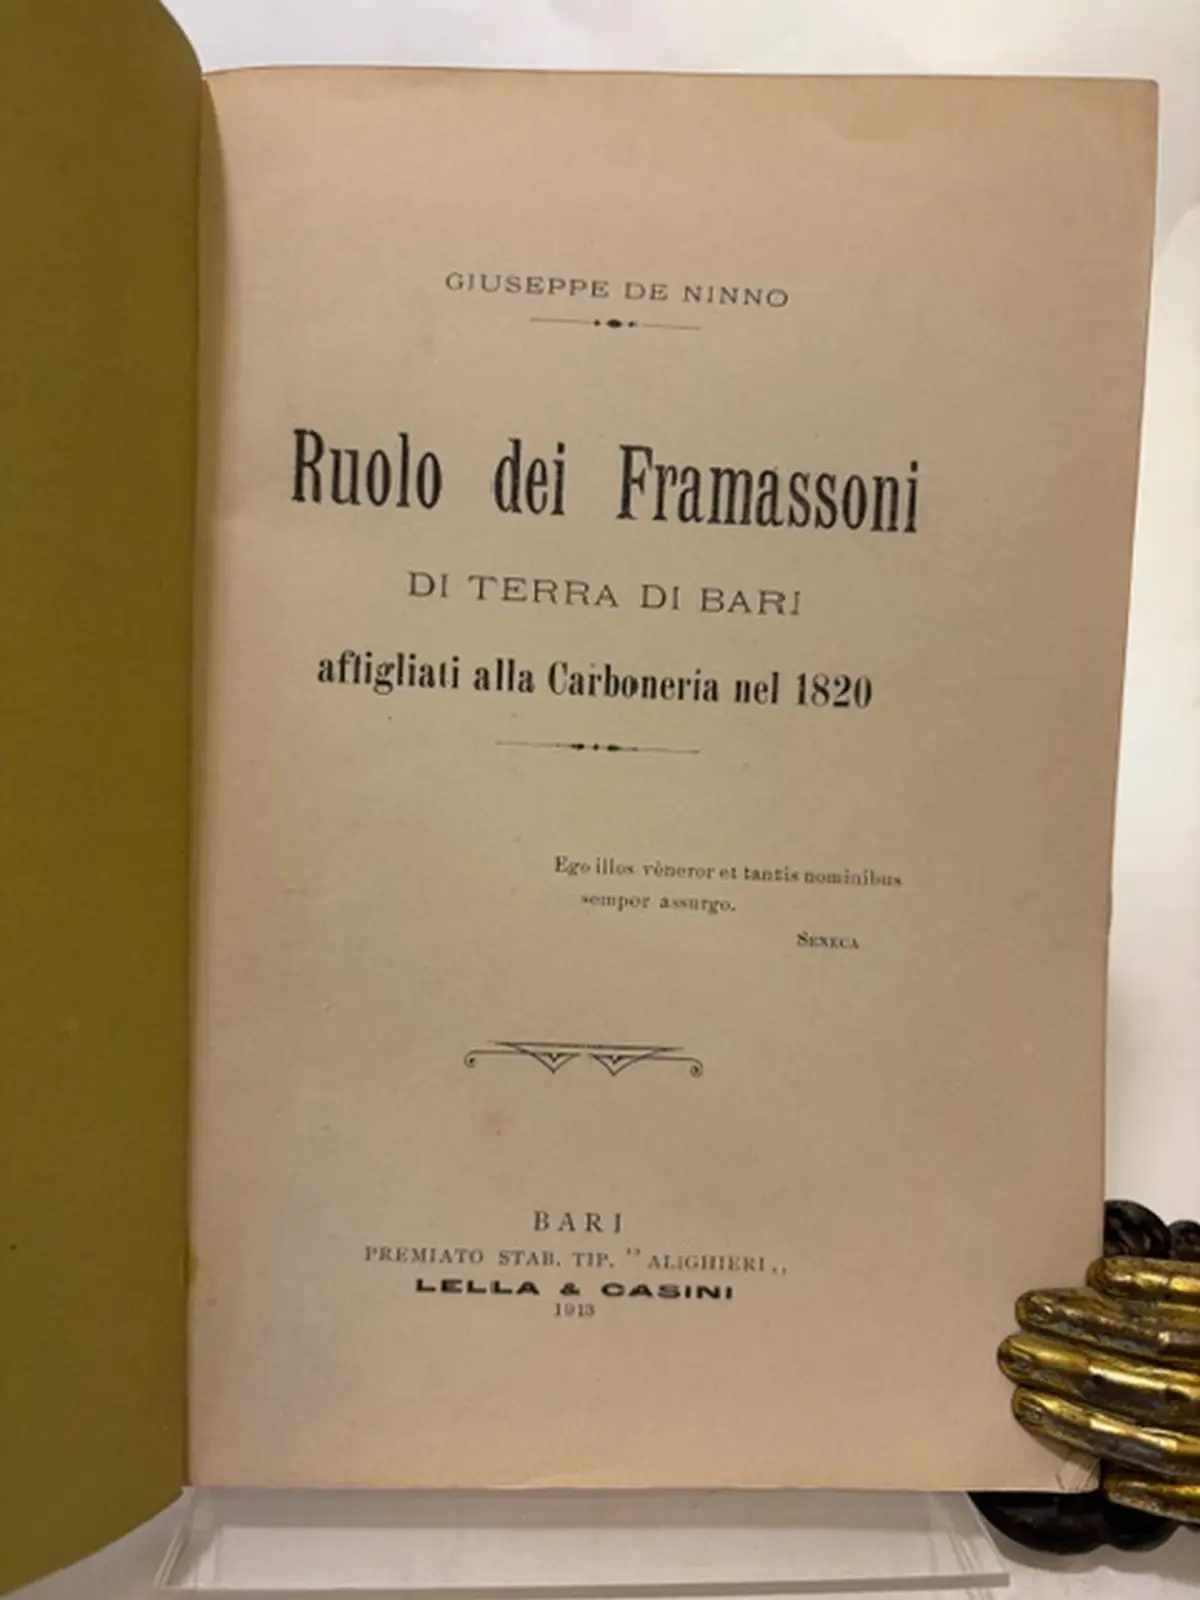 GIUSEPPE DE NINNO
Ruolo dei Framassoni
DI TERRA DI BARI
affigliati alla Carboneria nel 1820
Ego illos vèneror et tantis nominibus
semper assurgo.
SENECA
BARI
PREMIATO STAB. TIP. "ALIGHIERI„
LELLA & CASINI
1913